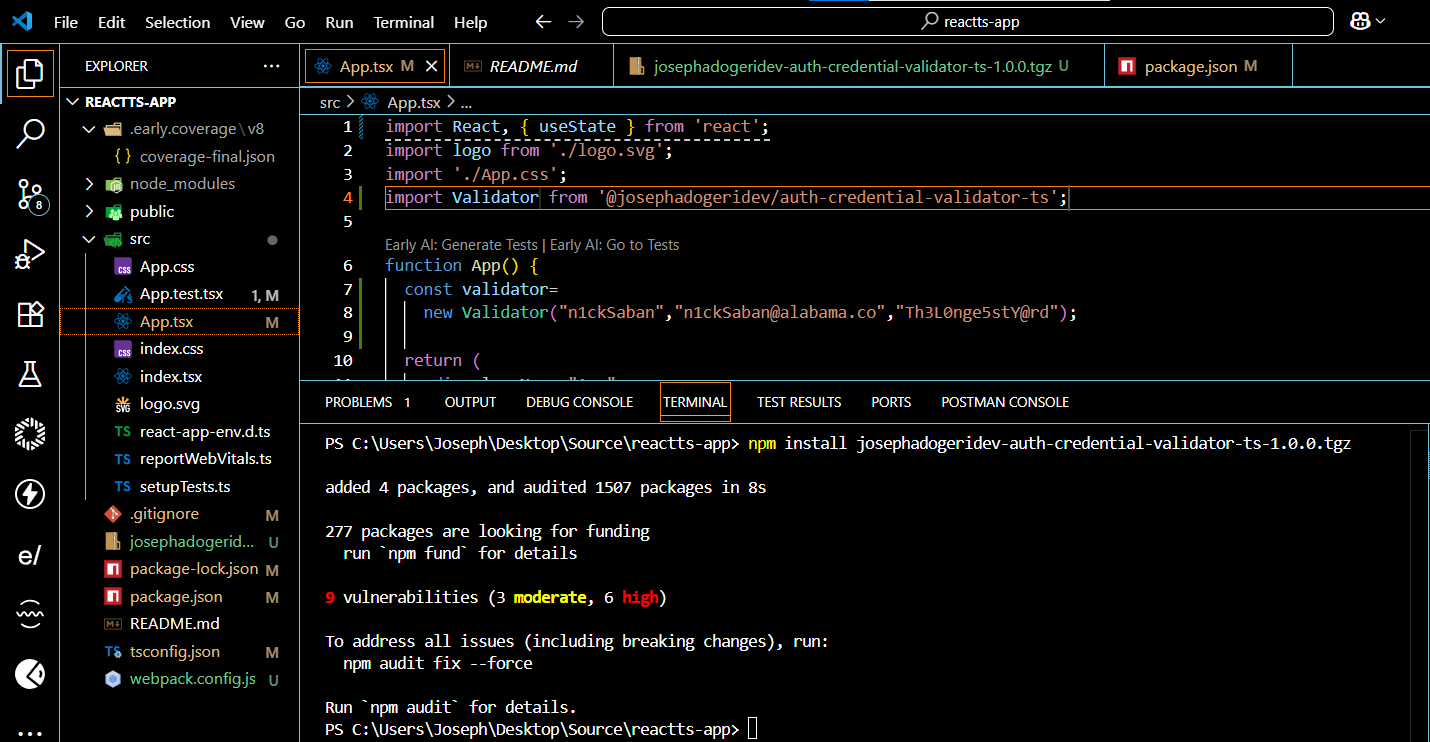 File Edit Selection View Go Run Terminal Help
reactts-app
EXPLORER
REACTTS-APP
.early.coverage\v8
coverage-final.json
node_modules
public
src
App.css
App.test.tsx 1, M
App.tsx M
index.css
index.tsx
logo.svg
react-app-env.d.ts
reportWebVitals.ts
setupTests.ts
.gitignore M
josephadogerid... U
package-lock.json M
package.json M
README.md
tsconfig.json M
webpack.config.js U
8
App.tsx M
README.md
josephadogeridev-auth-credential-validator-ts-1.0.0.tgz U
package.json M
src > App.tsx > ...
1 import React, { useState } from 'react';
2 import logo from './logo.svg';
3 import './App.css';
4 import Validator from '@josephadogeridev/auth-credential-validator-ts';
5
Early AI: Generate Tests | Early AI: Go to Tests
6 function App() {
7 const validator=
8 new Validator("n1ckSaban","n1ckSaban@alabama.co","Th3L0nge5stY@rd");
9
10 return (
PROBLEMS 1 OUTPUT DEBUG CONSOLE TERMINAL TEST RESULTS PORTS POSTMAN CONSOLE
PS C:\Users\Joseph\Desktop\Source\reactts-app> npm install josephadogeridev-auth-credential-validator-ts-1.0.0.tgz
added 4 packages, and audited 1507 packages in 8s
277 packages are looking for funding
run `npm fund` for details
9 vulnerabilities (3 moderate, 6 high)
To address all issues (including breaking changes), run:
npm audit fix --force
Run `npm audit` for details.
PS C:\Users\Joseph\Desktop\Source\reactts-app>